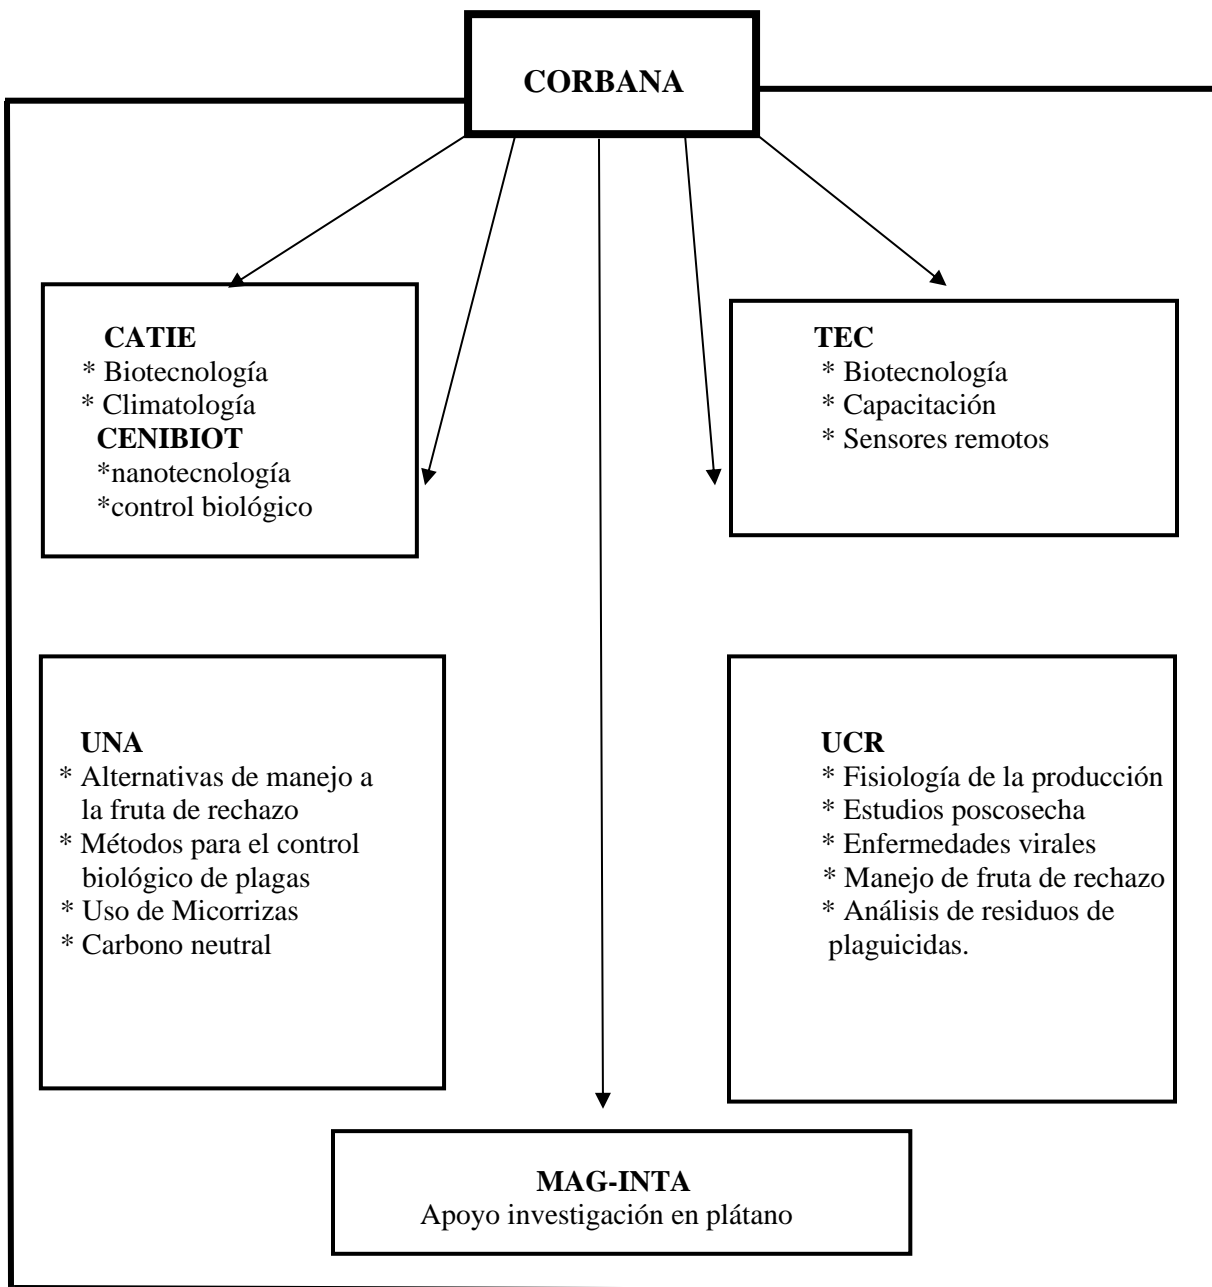 CORBANA
CATIE
* Biotecnología
* Climatología
CENIBIOT
*nanotecnología
*control biológico
TEC
* Biotecnología
* Capacitación
* Sensores remotos
UNA
* Alternativas de manejo a
la fruta de rechazo
* Métodos para el control
biológico de plagas
* Uso de Micorrizas
* Carbono neutral
UCR
* Fisiología de la producción
* Estudios poscosecha
* Enfermedades virales
* Manejo de fruta de rechazo
* Análisis de residuos de
plaguicidas.
MAG-INTA
Apoyo investigación en plátano